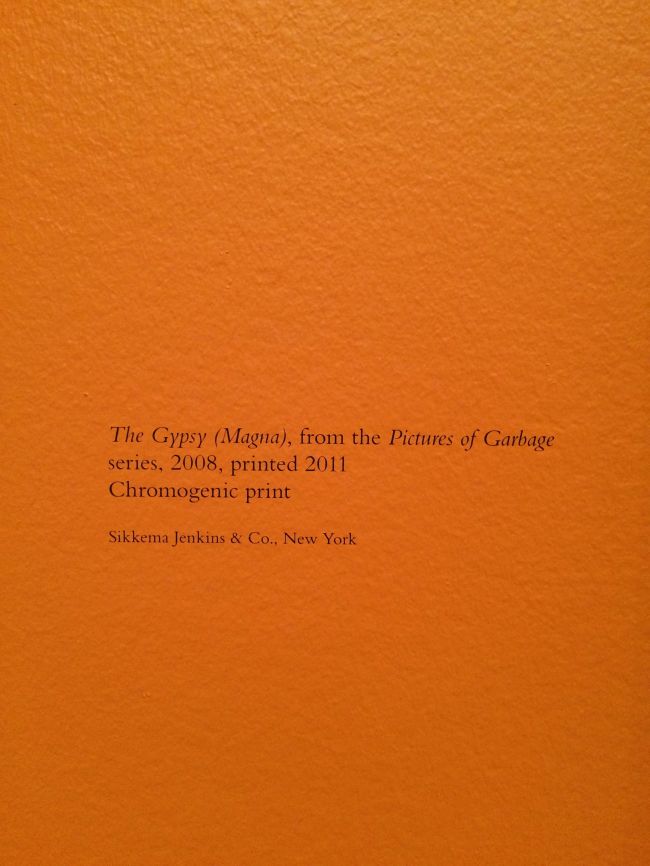 The Gypsy (Magna), from the Pictures of Garbage
series, 2008, printed 2011
Chromogenic print
Sikkema Jenkins & Co., New York